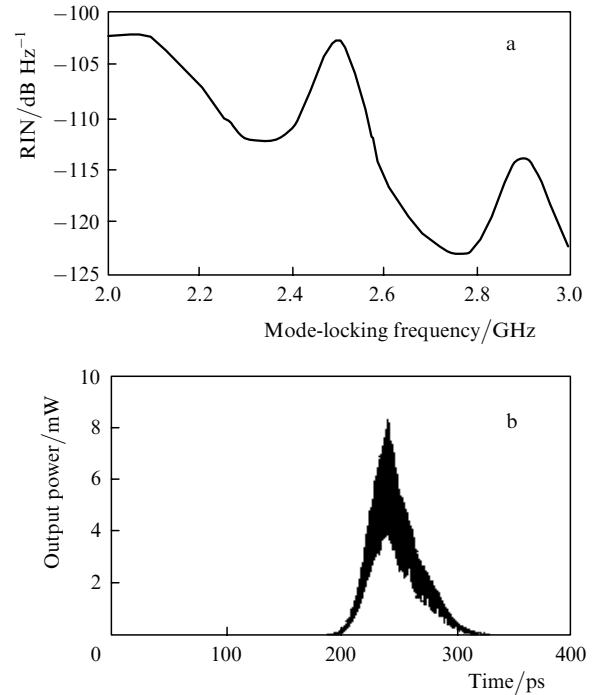 −100
a
−105
−110
−115
−120
−125
RIN/dB Hz⁻¹
2.0 2.2 2.4 2.6 2.8 3.0
Mode-locking frequency/GHz
10
b
8
6
4
2
Output power/mW
0 100 200 300 400
Time/ps